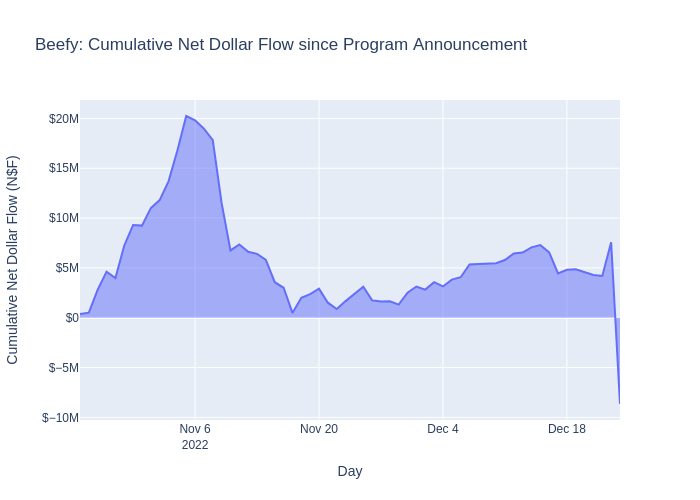 Beefy: Cumulative Net Dollar Flow since Program Announcement
Cumulative Net Dollar Flow (N$F)
$20M
$15M
$10M
$5M
$0
$−5M
$−10M
Nov 6
2022
Nov 20
Dec 4
Dec 18
Day